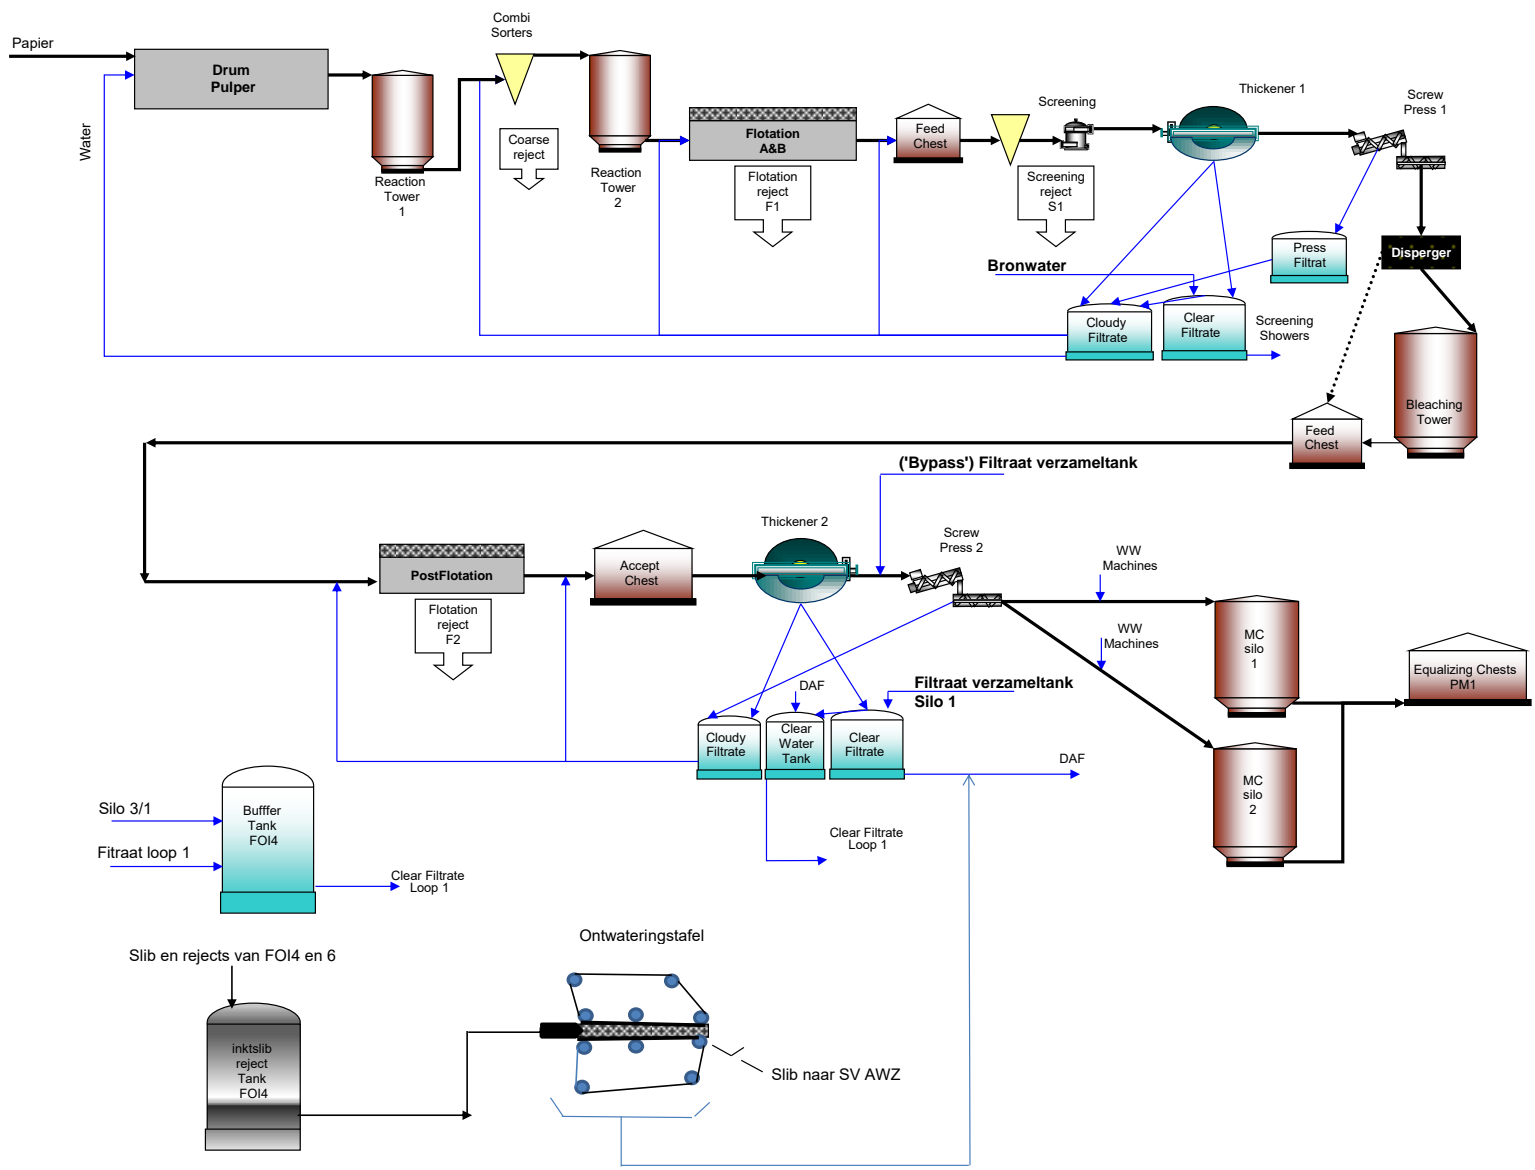 Papier
Drum
Pulper
Water
Reaction
Tower
1
Combi
Sorters
Coarse
reject
Reaction
Tower
2
Flotation
A&B
Flotation
reject
F1
Feed
Chest
Screening
Screening
reject
S1
Thickener 1
Screw
Press 1
Press
Filtrat
Disperger
Bronwater
Cloudy
Filtrate
Clear
Filtrate
Screening
Showers
Bleaching
Tower
Feed
Chest
('Bypass') Filtraat verzameltank
PostFlotation
Flotation
reject
F2
Accept
Chest
Thickener 2
Screw
Press 2
WW
Machines
WW
Machines
MC
silo
1
MC
silo
2
Equalizing Chests
PM1
DAF
Filtraat verzameltank
Silo 1
Cloudy
Filtrate
Clear
Water
Tank
Clear
Filtrate
DAF
Clear Filtrate
Loop 1
Silo 3/1
Fitraat loop 1
Bufffer
Tank
FOI4
Clear Filtrate
Loop 1
Slib en rejects van FOI4 en 6
inktslib
reject
Tank
FOI4
Ontwateringstafel
Slib naar SV AWZ